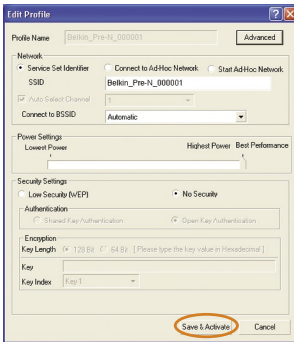 Edit Profile
Profile Name Belkin_Pre-N_000001 Advanced
Network
Service Set Identifier Connect to Ad-Hoc Network Start Ad-Hoc Network
SSID Belkin_Pre-N_000001
Auto Select Channel 1
Connect to BSSID Automatic
Power Settings
Lowest Power Highest Power Best Performance
Security Settings
Low Security (WEP) No Security
Authentication
Shared Key Authentication Open Key Authentication
Encryption
Key Length 128 Bit 64 Bit [ Please type the key value in Hexadecimal ]
Key
Key Index Key 1
Save & Activate Cancel